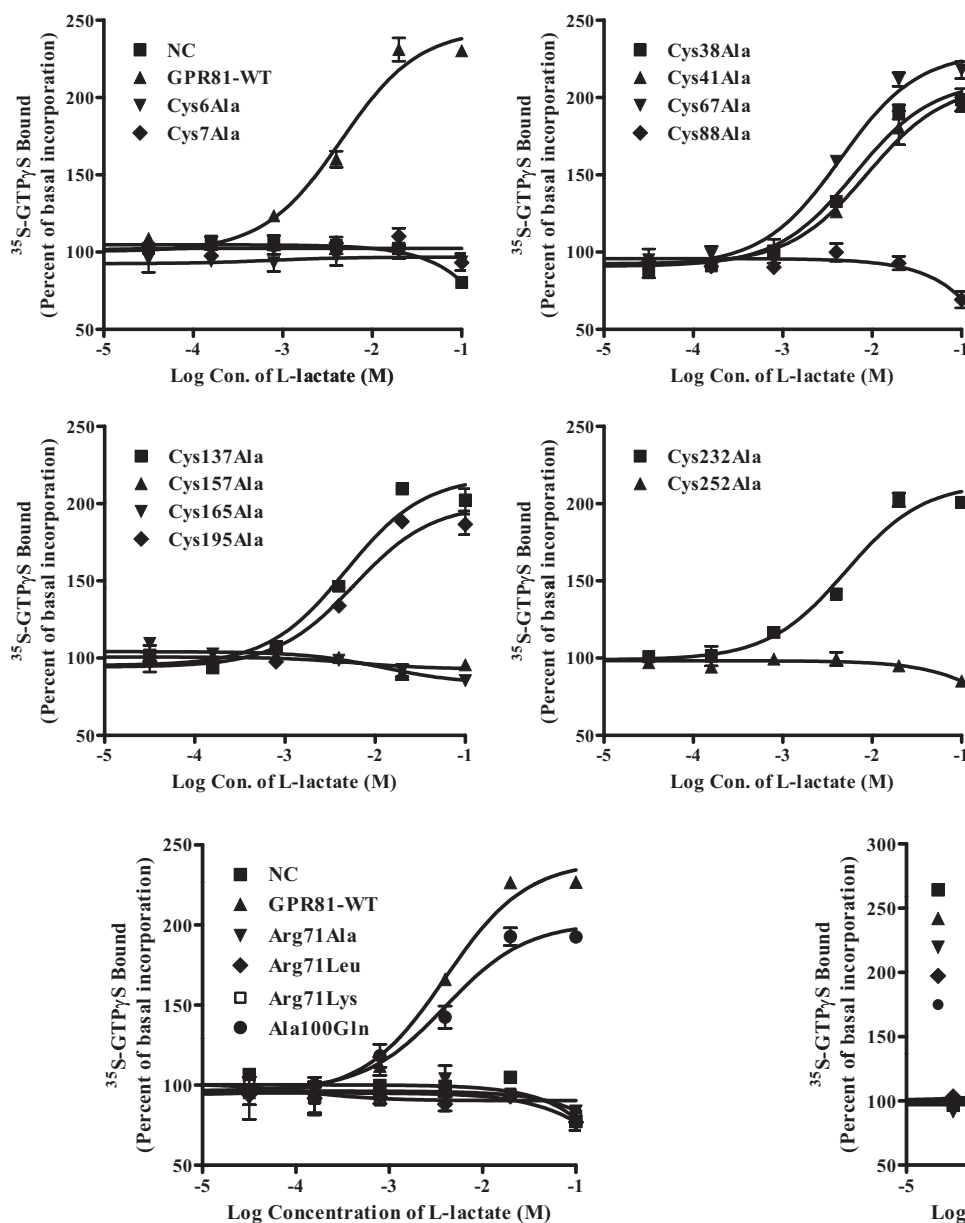 250
200
150
100
50
-5 -4 -3 -2 -1
NC
GPR81-WT
Cys6Ala
Cys7Ala
³⁵S-GTPγS Bound
(Percent of basal incorporation)
Log Con. of L-lactate (M)
250
200
150
100
50
-5 -4 -3 -2 -1
Cys38Ala
Cys41Ala
Cys67Ala
Cys88Ala
³⁵S-GTPγS Bound
(Percent of basal incorporation)
Log Con. of L-lactate (M)
250
200
150
100
50
-5 -4 -3 -2 -1
Cys137Ala
Cys157Ala
Cys165Ala
Cys195Ala
³⁵S-GTPγS Bound
(Percent of basal incorporation)
Log Con. of L-lactate (M)
250
200
150
100
50
-5 -4 -3 -2 -1
Cys232Ala
Cys252Ala
³⁵S-GTPγS Bound
(Percent of basal incorporation)
Log Con. of L-lactate (M)
250
200
150
100
50
-5 -4 -3 -2 -1
NC
GPR81-WT
Arg71Ala
Arg71Leu
Arg71Lys
Ala100Gln
³⁵S-GTPγS Bound
(Percent of basal incorporation)
Log Concentration of L-lactate (M)
300
250
200
150
100
50
-5
³⁵S-GTPγS Bound
(Percent of basal incorporation)
Log